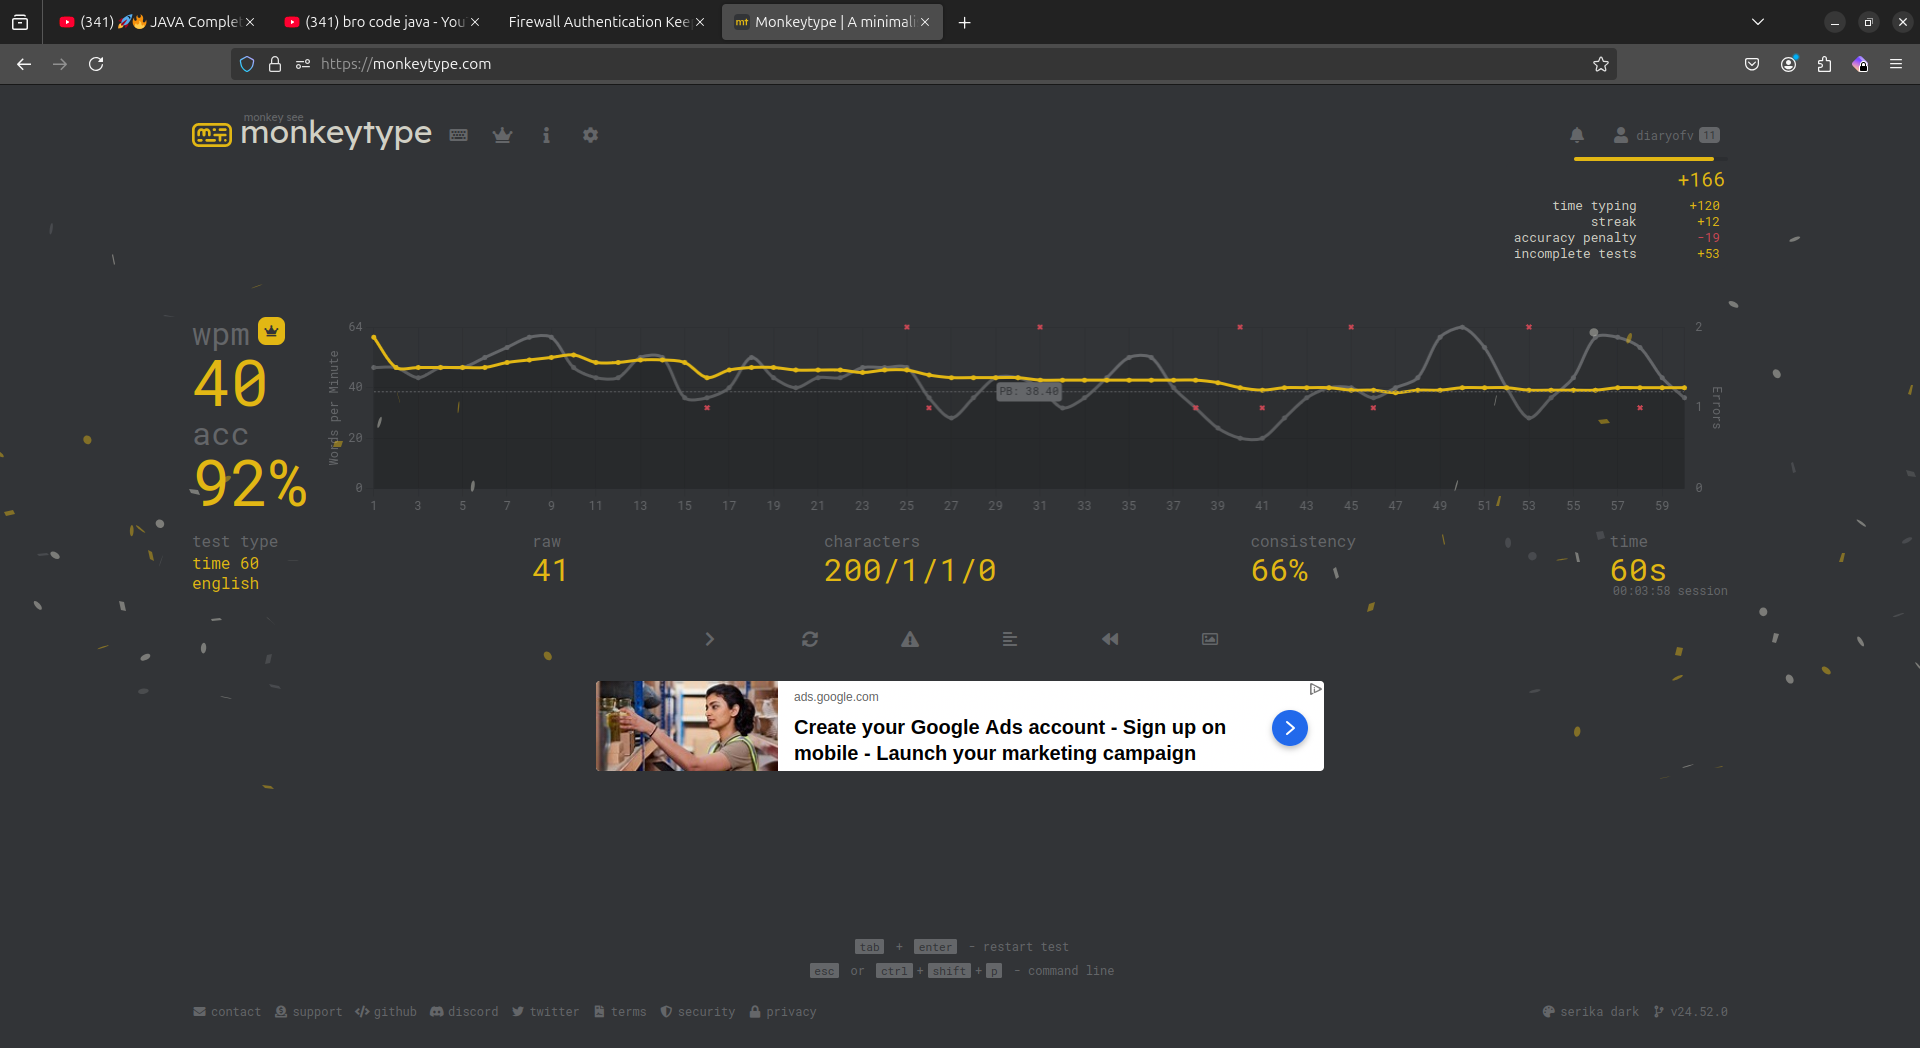 (341) 🚀🔥 JAVA Complet
(341) bro code java - You
Firewall Authentication Keep
Monkeytype | A minimali
https://monkeytype.com
monkey see
monkeytype
diaryofv 11
+166
time typing +120
streak +12
accuracy penalty -19
incomplete tests +53
wpm
40
acc
92%
Words per Minute
64
40
20
0
PB: 38.40
2
1
0
Errors
1 3 5 7 9 11 13 15 17 19 21 23 25 27 29 31 33 35 37 39 41 43 45 47 49 51 53 55 57 59
test type
time 60
english
raw
41
characters
200/1/1/0
consistency
66%
time
60s
00:03:58 session
ads.google.com
Create your Google Ads account - Sign up on
mobile - Launch your marketing campaign
tab + enter - restart test
esc or ctrl + shift + p - command line
contact support github discord twitter terms security privacy
serika dark v24.52.0